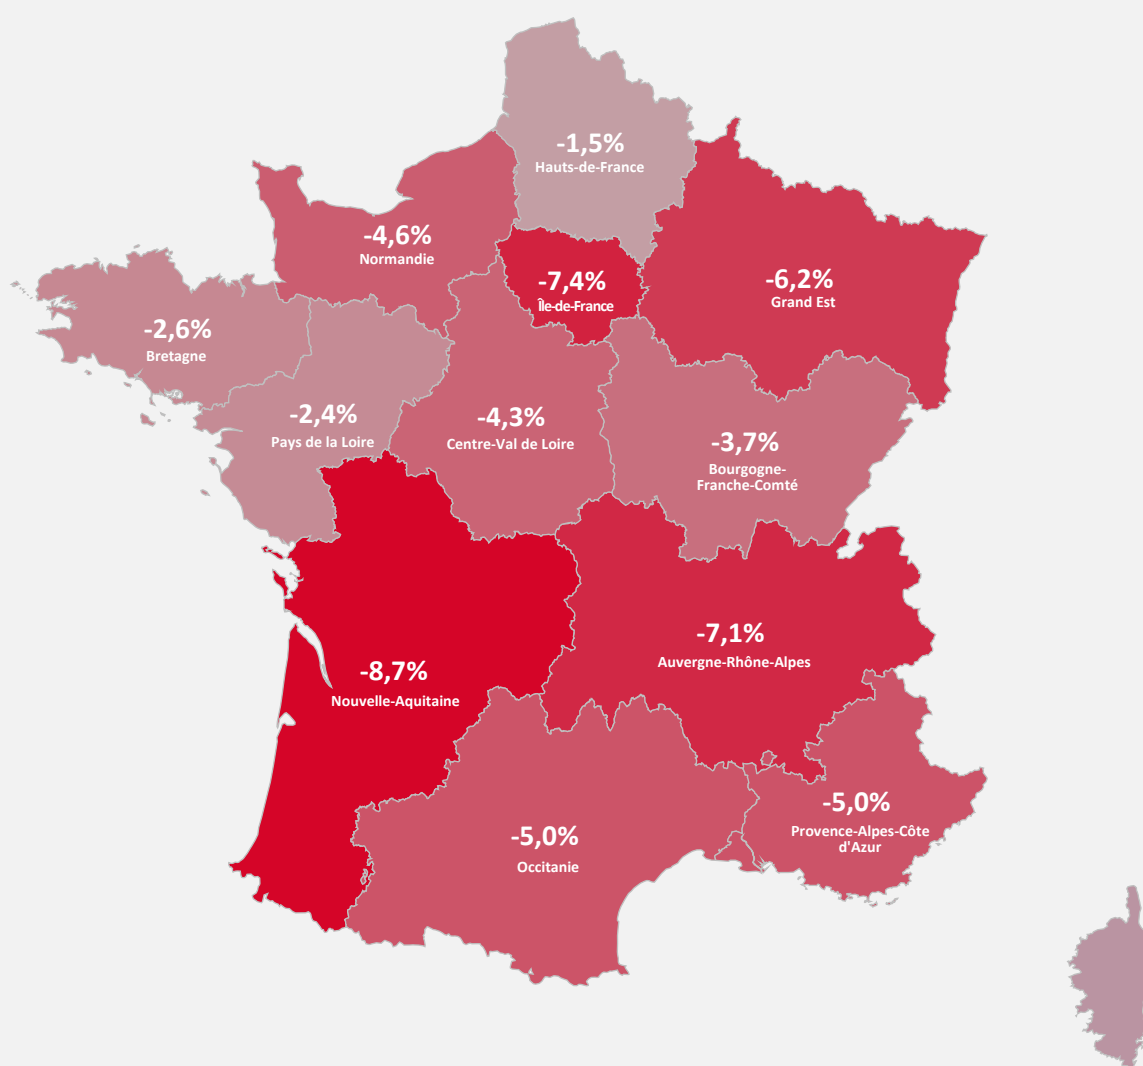 -1,5%
Hauts-de-France
-4,6%
Normandie
-7,4%
Île-de-France
-6,2%
Grand Est
-2,6%
Bretagne
-2,4%
Pays de la Loire
-4,3%
Centre-Val de Loire
-3,7%
Bourgogne-
Franche-Comté
-8,7%
Nouvelle-Aquitaine
-7,1%
Auvergne-Rhône-Alpes
-5,0%
Occitanie
-5,0%
Provence-Alpes-Côte
d'Azur